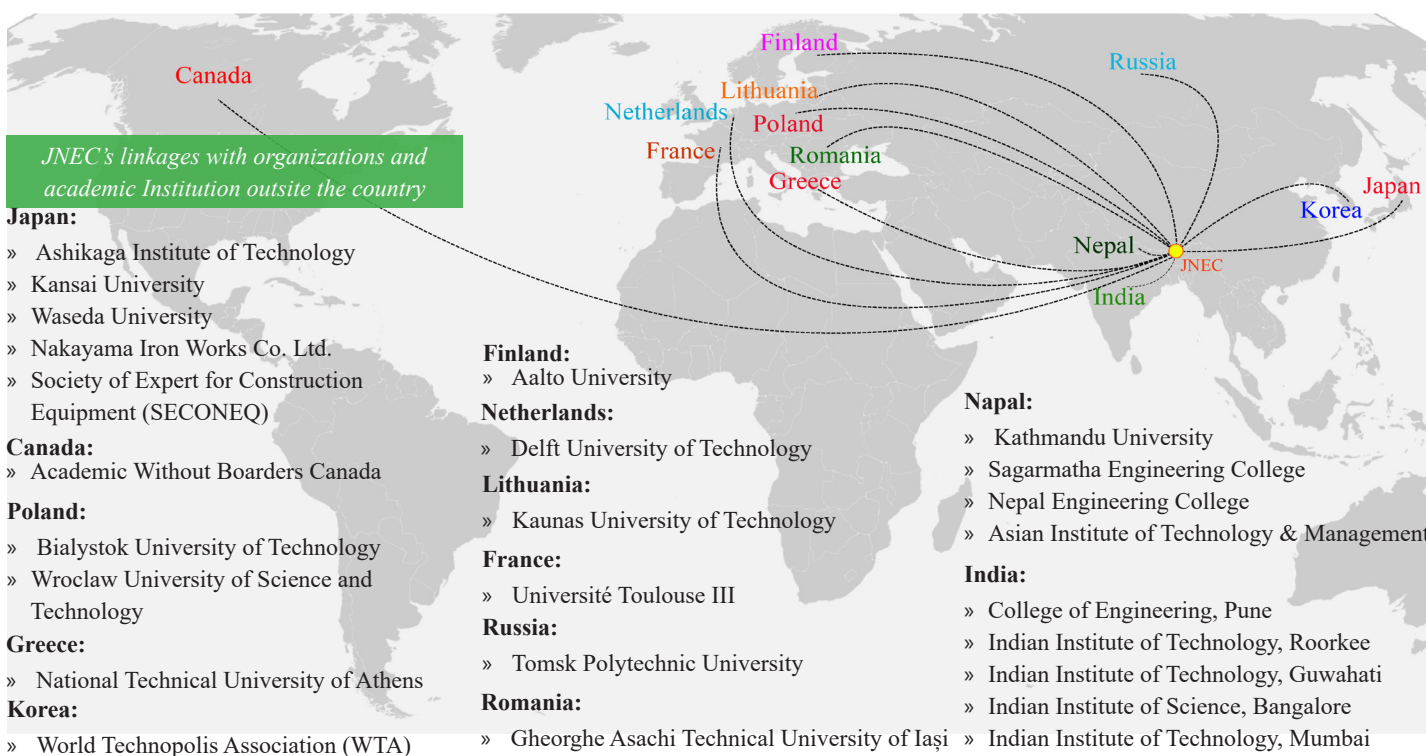 Finland
Russia
Canada
Lithuania
Netherlands
Poland
France
Romania
Greece
Japan
Korea
Nepal
JNEC
India
JNEC’s linkages with organizations and
academic Institution outsite the country
Japan:
» Ashikaga Institute of Technology
» Kansai University
» Waseda University
» Nakayama Iron Works Co. Ltd.
» Society of Expert for Construction
Equipment (SECONEQ)
Canada:
» Academic Without Boarders Canada
Poland:
» Bialystok University of Technology
» Wroclaw University of Science and
Technology
Greece:
» National Technical University of Athens
Korea:
» World Technopolis Association (WTA)
Finland:
» Aalto University
Netherlands:
» Delft University of Technology
Lithuania:
» Kaunas University of Technology
France:
» Université Toulouse III
Russia:
» Tomsk Polytechnic University
Romania:
» Gheorghe Asachi Technical University of Iași
Napal:
» Kathmandu University
» Sagarmatha Engineering College
» Nepal Engineering College
» Asian Institute of Technology & Management
India:
» College of Engineering, Pune
» Indian Institute of Technology, Roorkee
» Indian Institute of Technology, Guwahati
» Indian Institute of Science, Bangalore
» Indian Institute of Technology, Mumbai